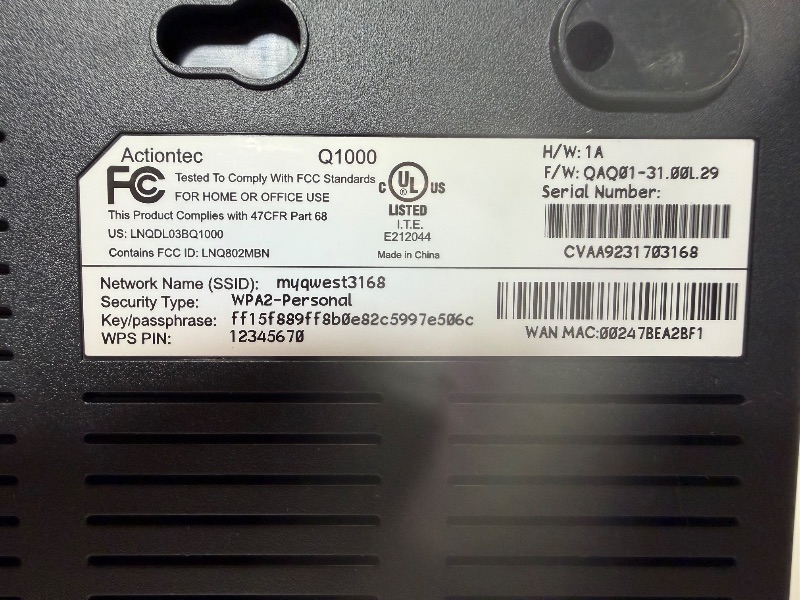 Actiontec Q1000
FCC Tested To Comply With FCC Standards
FOR HOME OR OFFICE USE
This Product Complies with 47CFR Part 68
US: LNQDL03BQ1000
Contains FCC ID: LNQ802MBN
C UL US
LISTED
I.T.E.
E212044
Made in China
H/W: 1A
F/W: QAQ01-31.00L.29
Serial Number:
CVAA9231703168
Network Name (SSID): myqwest3168
Security Type: WPA2-Personal
Key/passphrase: ff15f889ff8b0e82c5997e506c
WPS PIN: 12345670
WAN MAC:00247BEA2BF1